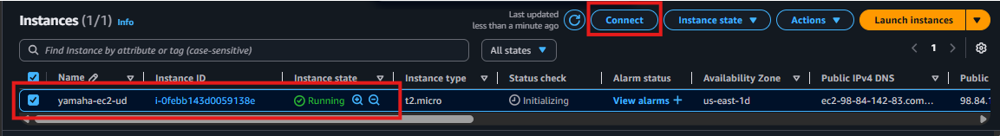 Instances (1/1) Info
Last updated
less than a minute ago
Connect
Instance state
Actions
Launch instances
Find Instance by attribute or tag (case-sensitive)
All states
1
Name Instance ID Instance state Instance type Status check Alarm status Availability Zone Public IPv4 DNS Public
yamaha-ec2-ud i-0febb143d0059138e Running t2.micro Initializing View alarms + us-east-1d ec2-98-84-142-83.com... 98.84.1